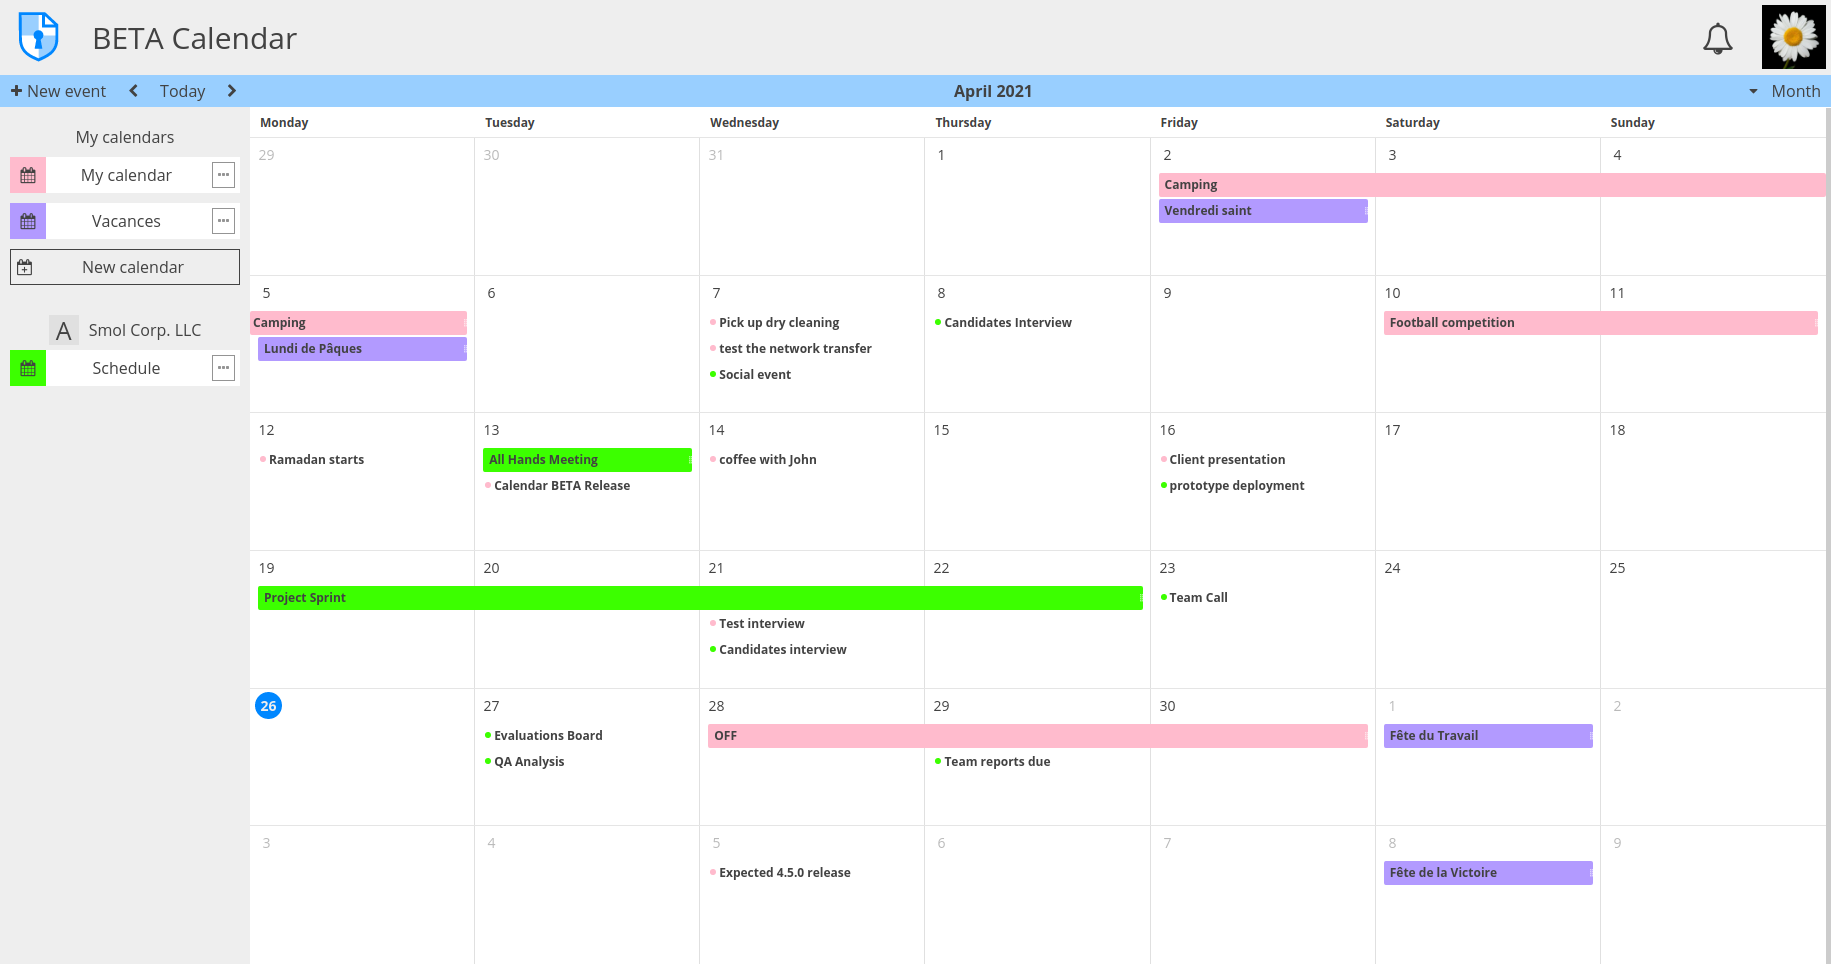 BETA Calendar
New event Today April 2021 Month
My calendars
My calendar
Vacances
New calendar
A Smol Corp. LLC
Schedule
Monday Tuesday Wednesday Thursday Friday Saturday Sunday
29 30 31 1 2 3 4
Camping
Vendredi saint
5 6 7 8 9 10 11
Camping Pick up dry cleaning Candidates Interview Football competition
Lundi de Pâques test the network transfer
Social event
12 13 14 15 16 17 18
Ramadan starts All Hands Meeting coffee with John Client presentation
Calendar BETA Release prototype deployment
19 20 21 22 23 24 25
Project Sprint Team Call
Test interview
Candidates interview
26 27 28 29 30 1 2
Evaluations Board OFF Fête du Travail
QA Analysis Team reports due
3 4 5 6 7 8 9
Expected 4.5.0 release Fête de la Victoire